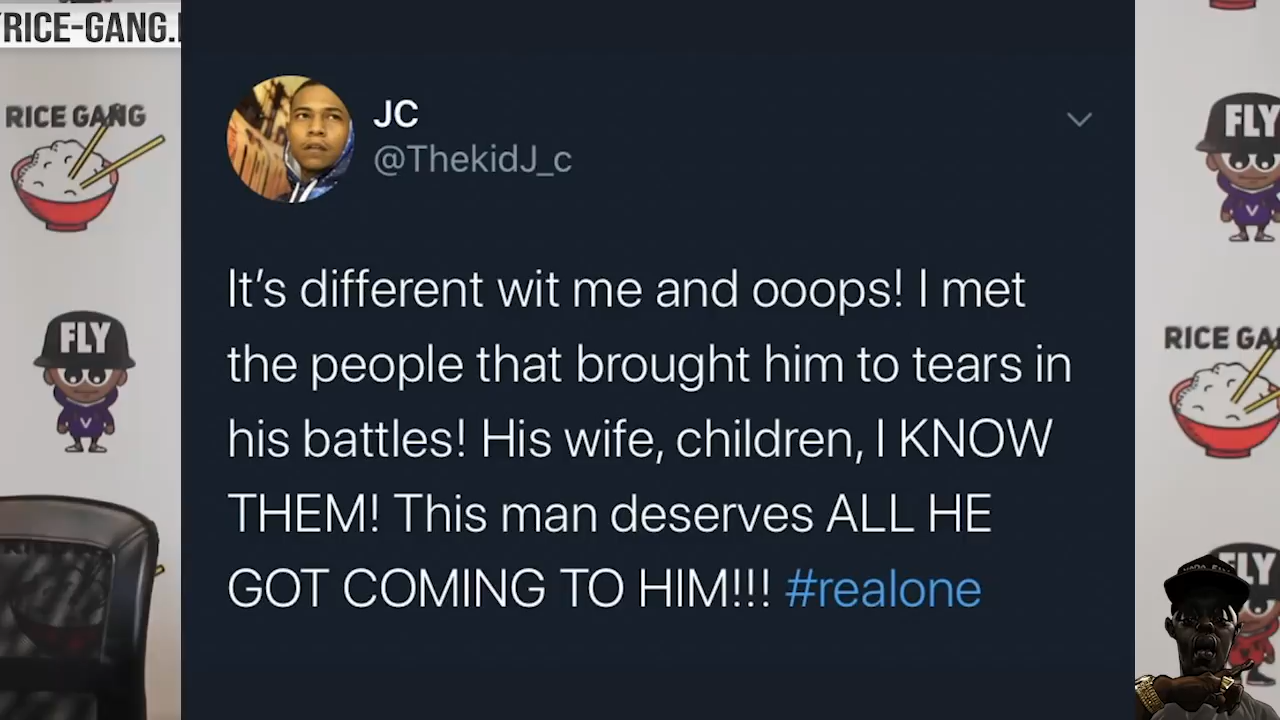 RICE-GANG.
RICE GANG
FLY
V
JC
@ThekidJ_c
It's different wit me and ooops! I met
the people that brought him to tears in
his battles! His wife, children, I KNOW
THEM! This man deserves ALL HE
GOT COMING TO HIM!!! #realone
FLY
V
RICE GA
FLY